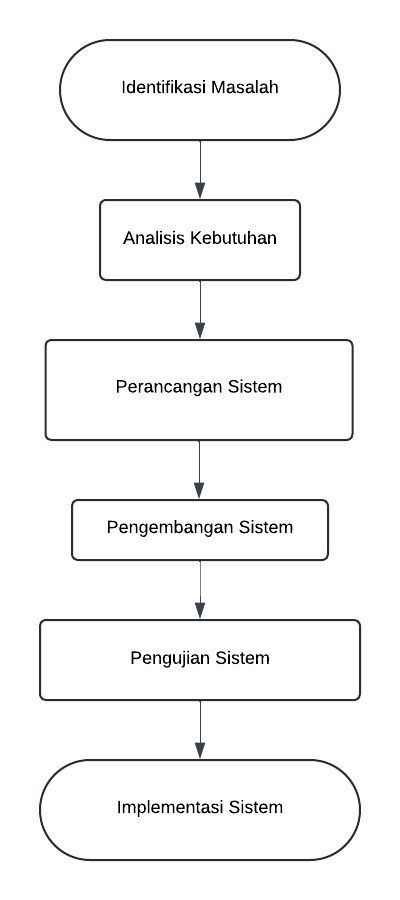 Identifikasi Masalah
Analisis Kebutuhan
Perancangan Sistem
Pengembangan Sistem
Pengujian Sistem
Implementasi Sistem